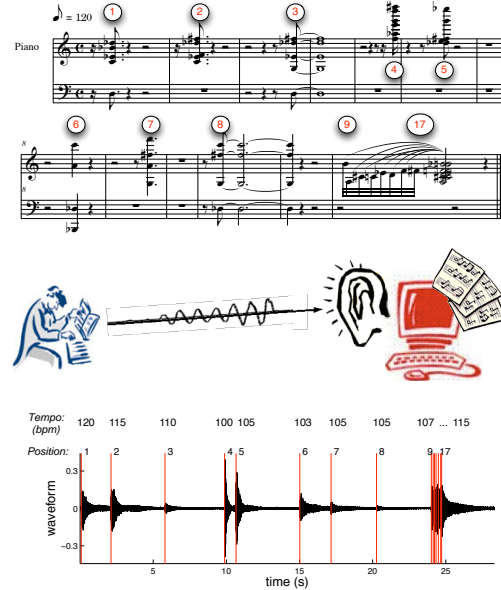 1 2 3
♪ = 120
Piano
4 5
6 7 8 9 17
8
8
Tempo: (bpm) 120 115 110 100 105 103 105 105 107 ... 115
Position: 1 2 3 4 5 6 7 8 9 17
waveform
0.3
0
−0.3
5 10 15 20 25
time (s)